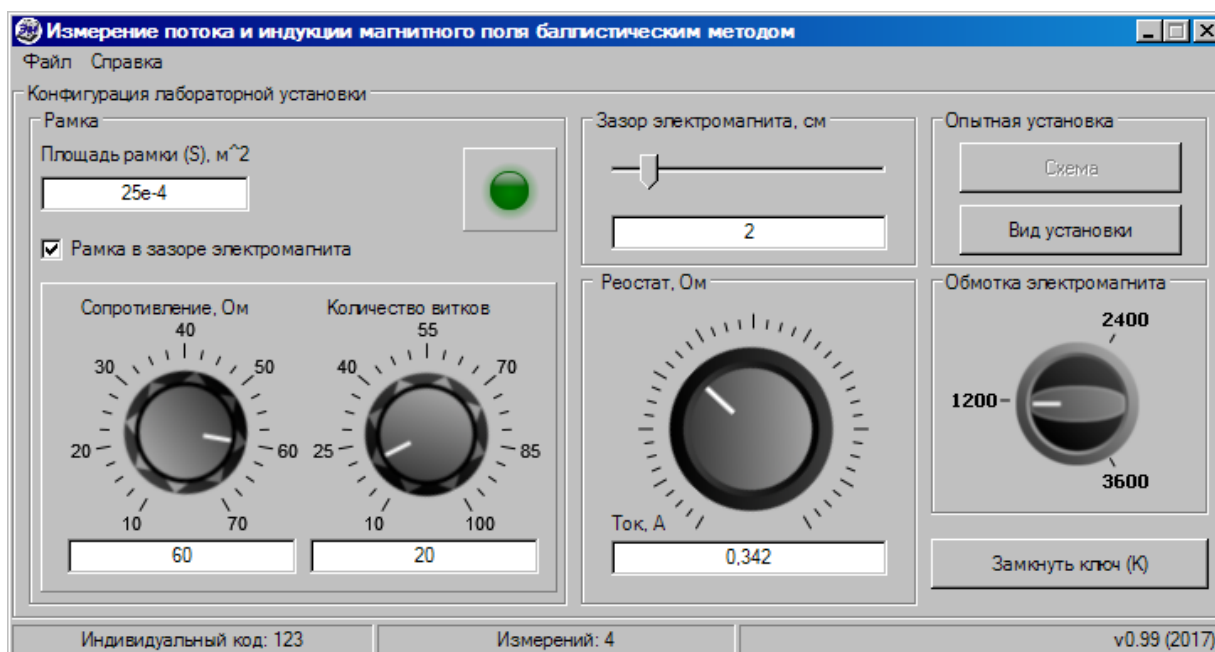 Измерение потока и индукции магнитного поля баллистическим методом
Файл Справка
Конфигурация лабораторной установки
Рамка
Площадь рамки (S), м^2
25e-4
Рамка в зазоре электромагнита
Сопротивление, Ом
10
20
30
40
50
60
70
60
Количество витков
10
25
40
55
70
85
100
20
Зазор электромагнита, см
2
Реостат, Ом
Ток, А
0,342
Опытная установка
Схема
Вид установки
Обмотка электромагнита
2400
1200
3600
Замкнуть ключ (К)
Индивидуальный код: 123
Измерений: 4
v0.99 (2017)